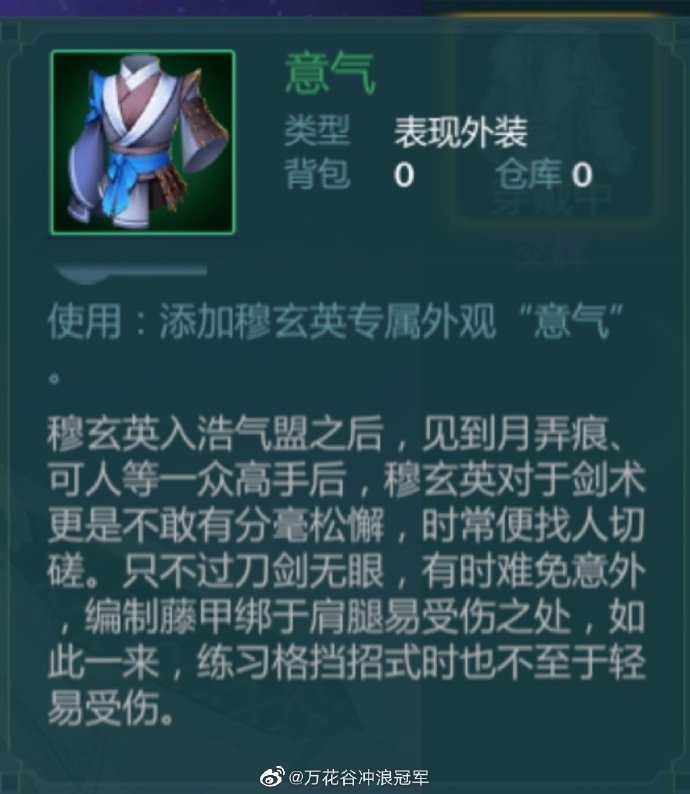 意气
类型 表现外装
背包 0 仓库 0
穿戴中
使用：添加穆玄英专属外观“意气”
。
穆玄英入浩气盟之后，见到月弄痕、
可人等一众高手后，穆玄英对于剑术
更是不敢有分毫松懈，时常便找人切
磋。只不过刀剑无眼，有时难免意外
，编制藤甲绑于肩腿易受伤之处，如
此一来，练习格挡招式时也不至于轻
易受伤。
@万花谷冲浪冠军